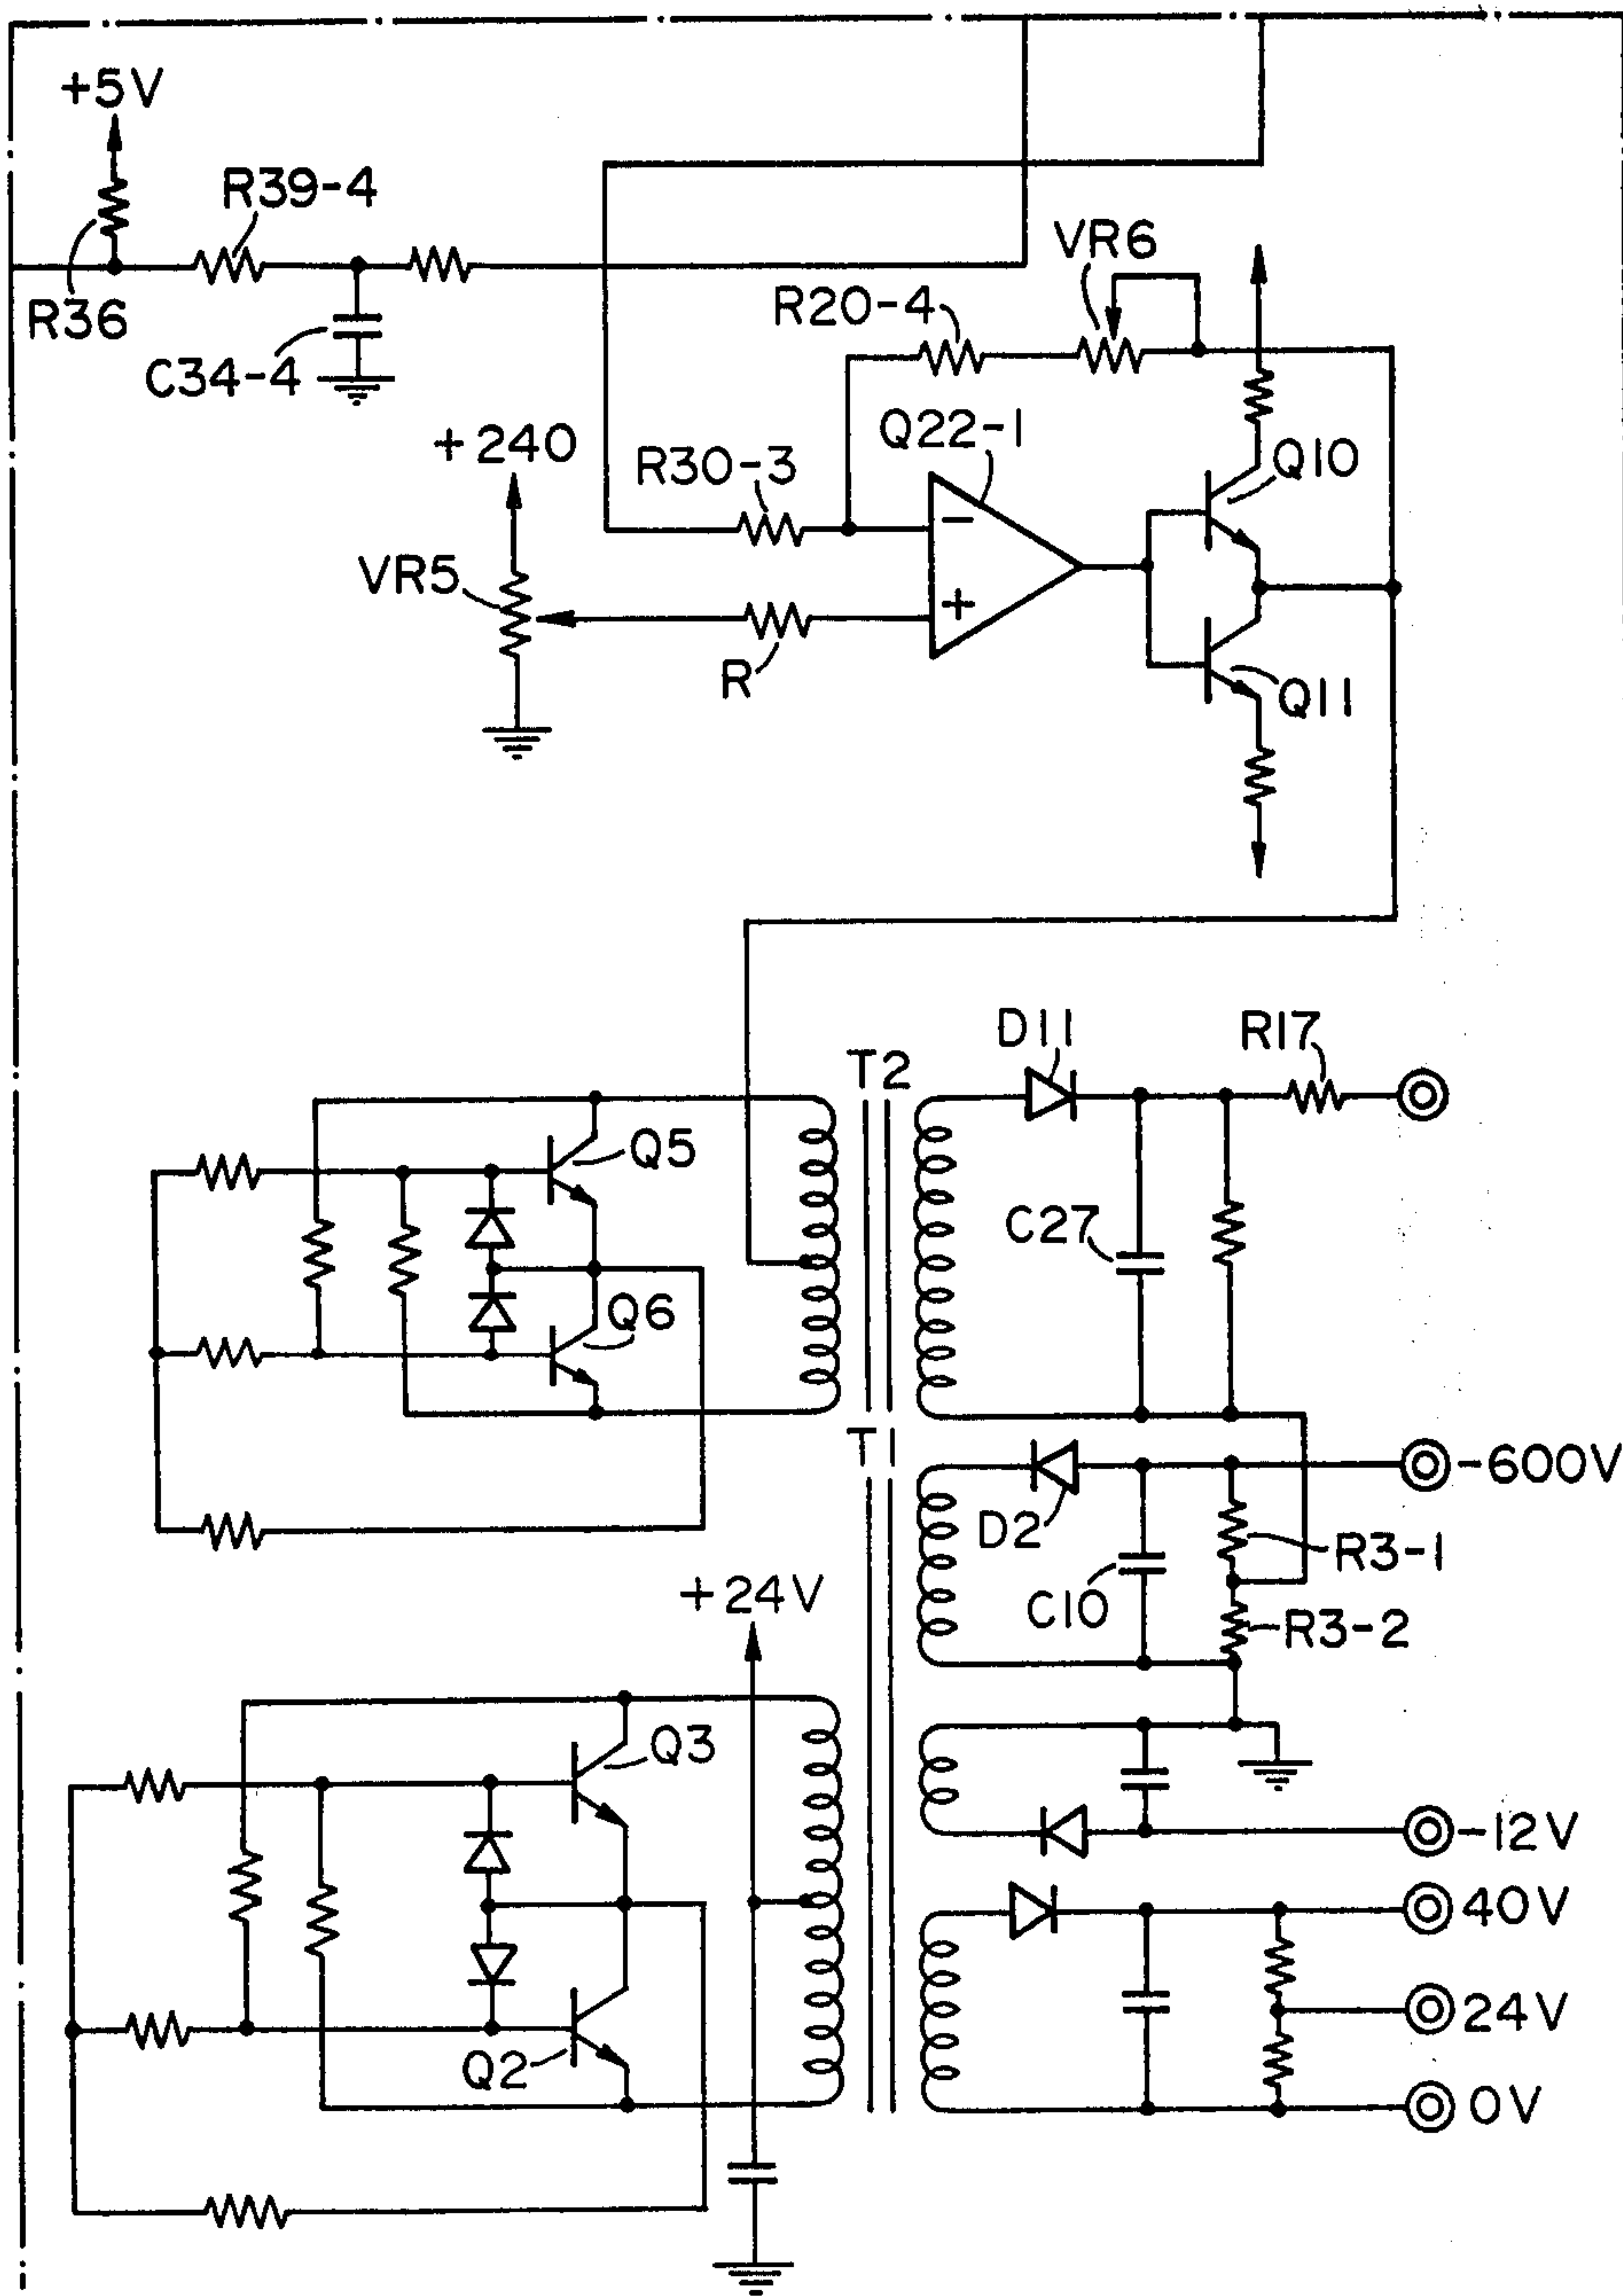 +5V
R39-4
R36
C34-4
VR6
R20-4
+240
R30-3
Q22-1
Q10
VR5
R
Q11
-
+
D11
R17
T2
Q5
C27
Q6
T1
-600V
D2
R3-1
+24V
C10
R3-2
Q3
-12V
40V
24V
Q2
0V